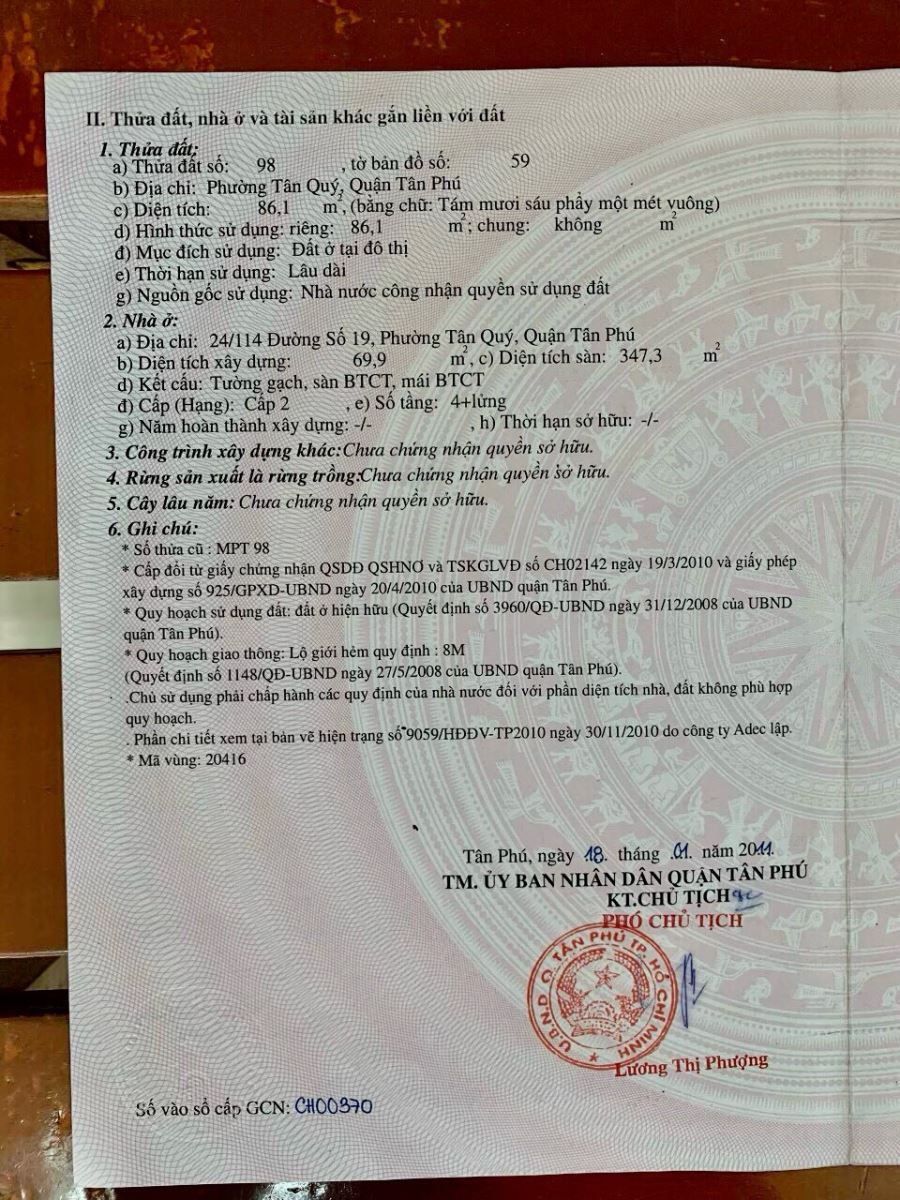 II. Thửa đất, nhà ở và tài sản khác gắn liền với đất
1. Thửa đất:
a) Thửa đất số: 98 , tờ bản đồ số: 59
b) Địa chỉ: Phường Tân Quý, Quận Tân Phú
c) Diện tích: 86,1 m², (bằng chữ: Tám mươi sáu phẩy một mét vuông)
d) Hình thức sử dụng: riêng: 86,1 m²; chung: không m²
đ) Mục đích sử dụng: Đất ở tại đô thị
e) Thời hạn sử dụng: Lâu dài
g) Nguồn gốc sử dụng: Nhà nước công nhận quyền sử dụng đất
2. Nhà ở:
a) Địa chỉ: 24/114 Đường Số 19, Phường Tân Quý, Quận Tân Phú
b) Diện tích xây dựng: 69,9 m², c) Diện tích sàn: 347,3 m²
d) Kết cấu: Tường gạch, sàn BTCT, mái BTCT
đ) Cấp (Hạng): Cấp 2 , e) Số tầng: 4+lửng
g) Năm hoàn thành xây dựng: -/- , h) Thời hạn sở hữu: -/-
3. Công trình xây dựng khác: Chưa chứng nhận quyền sở hữu.
4. Rừng sản xuất là rừng trồng: Chưa chứng nhận quyền sở hữu.
5. Cây lâu năm: Chưa chứng nhận quyền sở hữu.
6. Ghi chú:
* Số thửa cũ : MPT 98
* Cấp đổi từ giấy chứng nhận QSDĐ QSHNƠ và TSKGLVĐ số CH02142 ngày 19/3/2010 và giấy phép
xây dựng số 925/GPXD-UBND ngày 20/4/2010 của UBND quận Tân Phú.
* Quy hoạch sử dụng đất: đất ở hiện hữu (Quyết định số 3960/QĐ-UBND ngày 31/12/2008 của UBND
quận Tân Phú).
* Quy hoạch giao thông: Lộ giới hẻm quy định : 8M
(Quyết định số 1148/QĐ-UBND ngày 27/5/2008 của UBND quận Tân Phú).
.Chủ sử dụng phải chấp hành các quy định của nhà nước đối với phần diện tích nhà, đất không phù hợp
quy hoạch.
. Phần chi tiết xem tại bản vẽ hiện trạng số 9059/HĐĐV-TP2010 ngày 30/11/2010 do công ty Adec lập.
* Mã vùng: 20416
Tân Phú, ngày 18. tháng .01. năm 2011.
TM. ỦY BAN NHÂN DÂN QUẬN TÂN PHÚ
KT.CHỦ TỊCH
PHÓ CHỦ TỊCH
U.B.N.D Q. TÂN PHÚ TP. HỒ CHÍ MINH
Lương Thị Phượng
Số vào sổ cấp GCN: CH00370